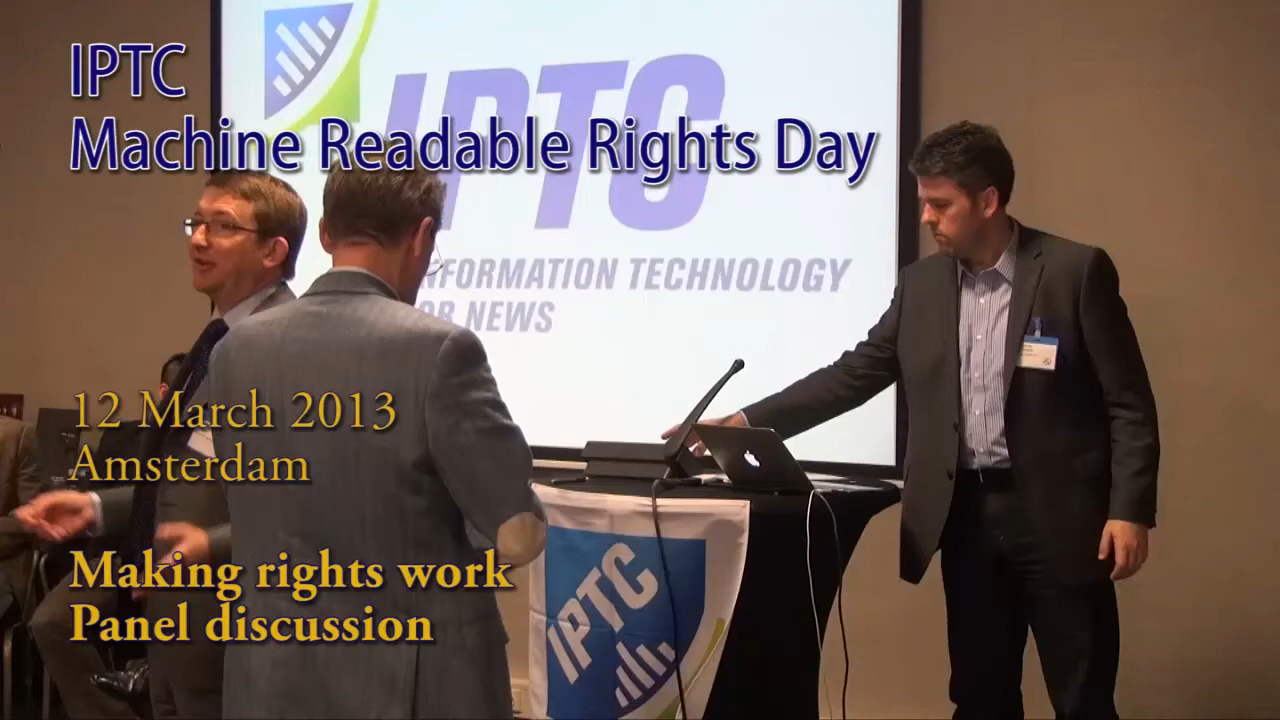 IPTC
Machine Readable Rights Day
IPTC
INFORMATION TECHNOLOGY
FOR NEWS
12 March 2013
Amsterdam
Making rights work
Panel discussion
IPTC